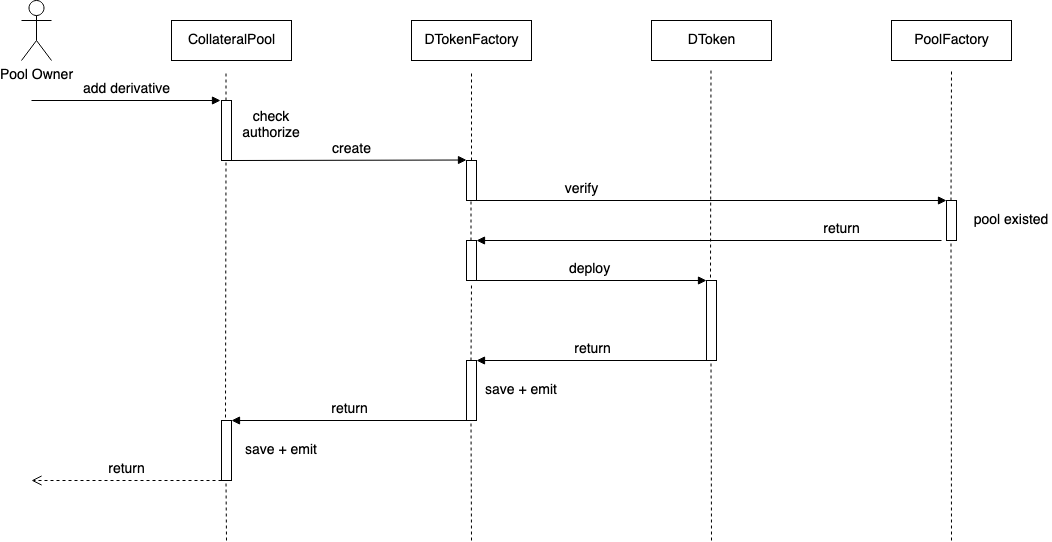 CollateralPool
DTokenFactory
DToken
PoolFactory
Pool Owner
add derivative
check
authorize
create
verify
pool existed
return
deploy
return
save + emit
return
save + emit
return